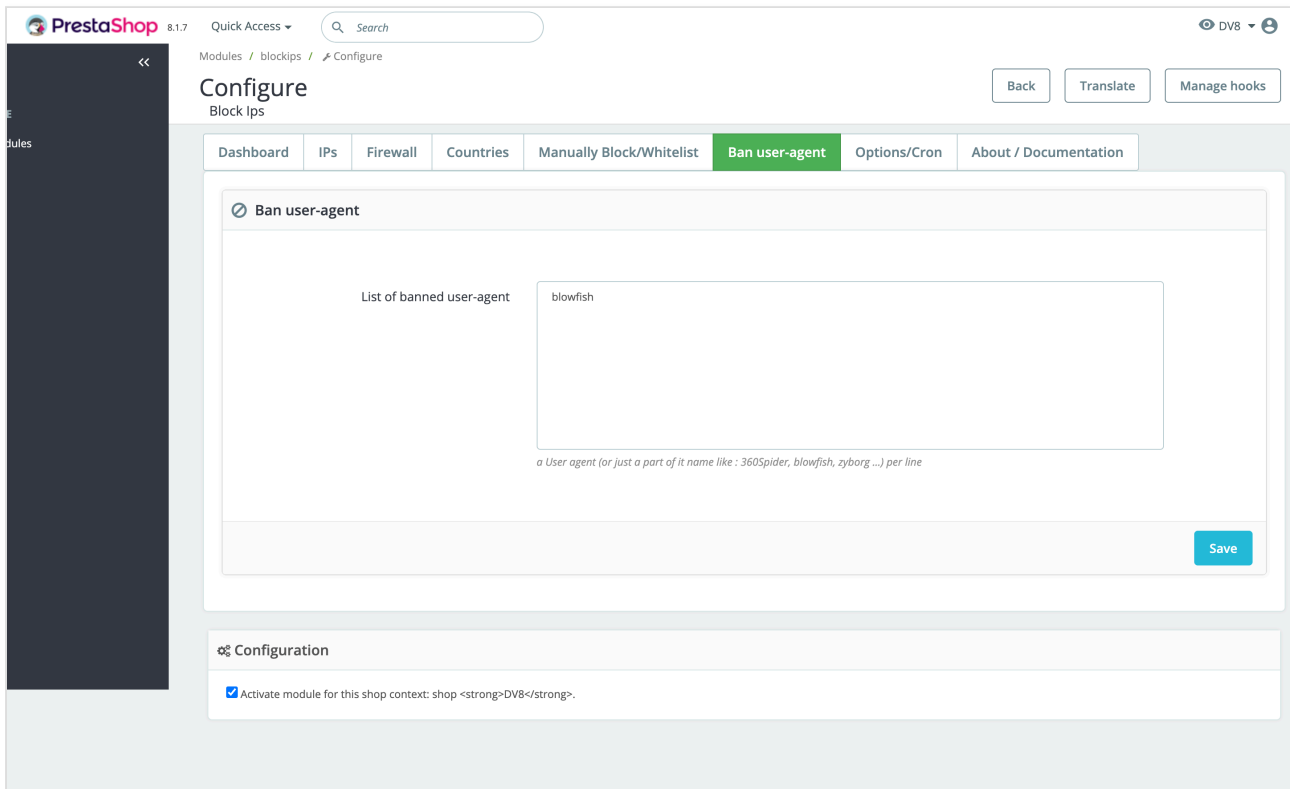 PrestaShop 8.1.7 Quick Access Search DV8
Modules / blockips / Configure
Configure
Block Ips
Back Translate Manage hooks
dules
Dashboard IPs Firewall Countries Manually Block/Whitelist Ban user-agent Options/Cron About / Documentation
Ban user-agent
List of banned user-agent
blowfish
a User agent (or just a part of it name like : 360Spider, blowfish, zyborg ...) per line
Save
Configuration
Activate module for this shop context: shop <strong>DV8</strong>.